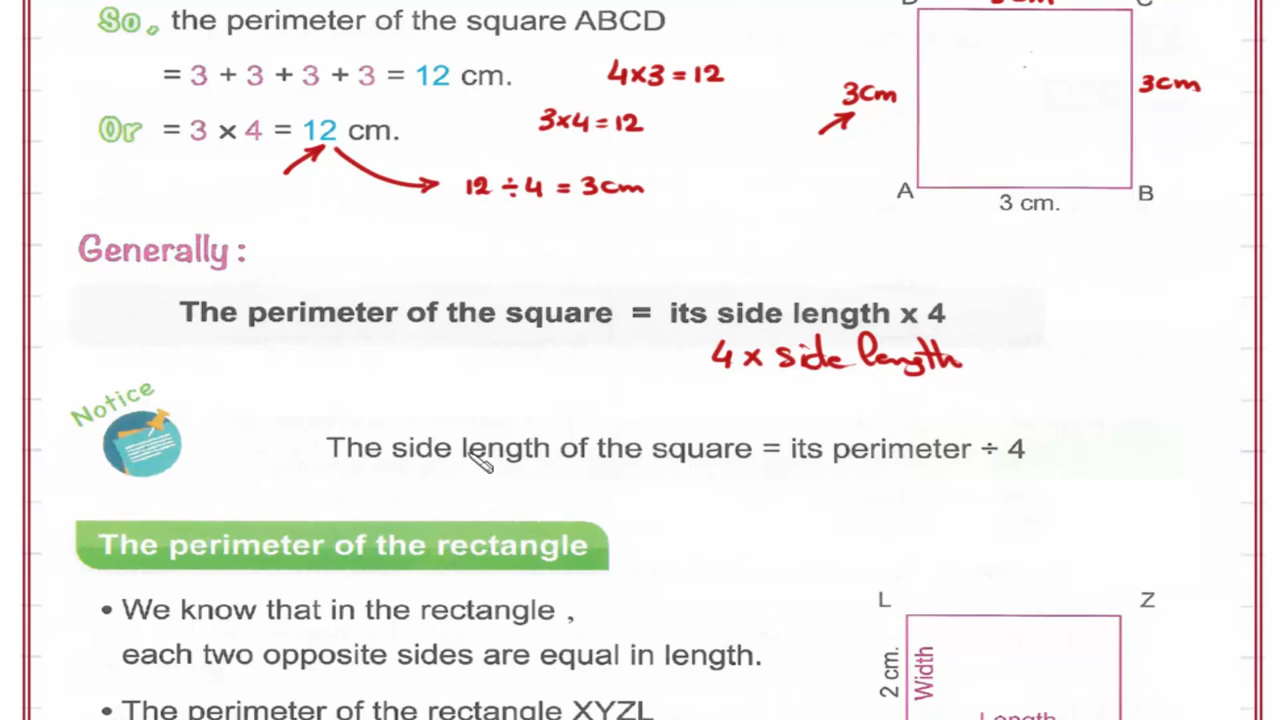 So, the perimeter of the square ABCD
= 3 + 3 + 3 + 3 = 12 cm.
4×3=12
Or = 3 x 4 = 12 cm.
3×4=12
12 ÷ 4 = 3cm
C
3cm
3cm
A
B
3 cm.
Generally :
The perimeter of the square = its side length x 4
4 × side length
Notice
The side length of the square = its perimeter ÷ 4
The perimeter of the rectangle
• We know that in the rectangle ,
each two opposite sides are equal in length.
• The perimeter of the rectangle XYZL
L
Z
2 cm.
Width
Length